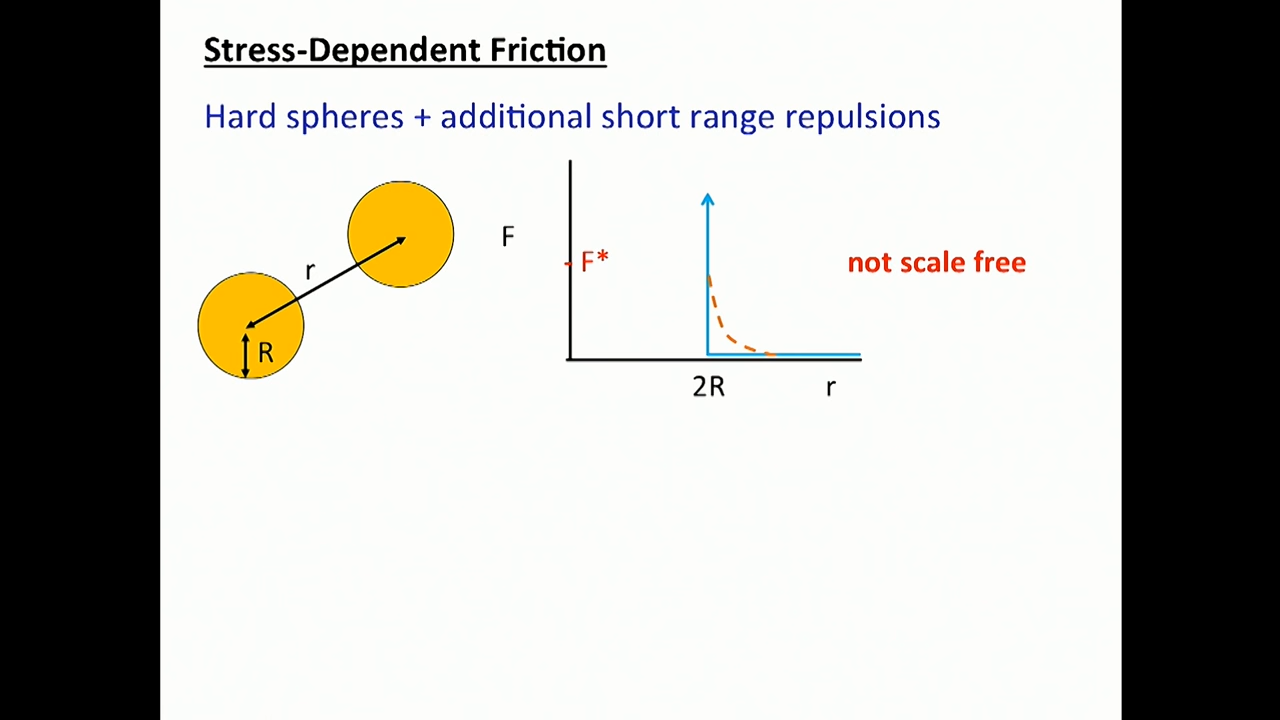 Stress-Dependent Friction
Hard spheres + additional short range repulsions
r
R
F
F*
not scale free
2R
r